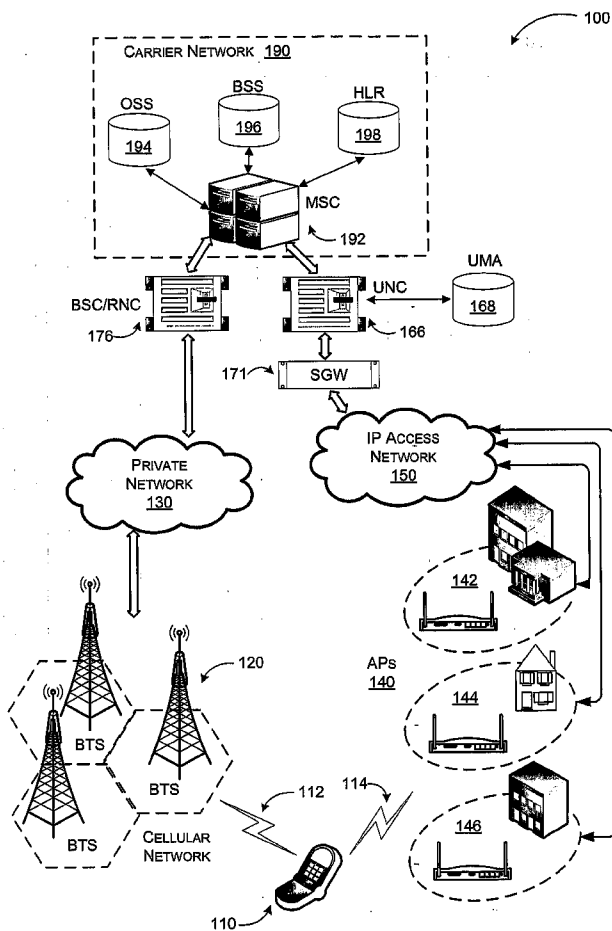 100
CARRIER NETWORK 190
OSS
194
BSS
196
HLR
198
MSC
192
BSC/RNC
176
UNC
166
UMA
168
171
SGW
PRIVATE
NETWORK
130
IP ACCESS
NETWORK
150
142
APs
140
144
146
120
BTS
BTS
BTS
CELLULAR
NETWORK
112
114
110